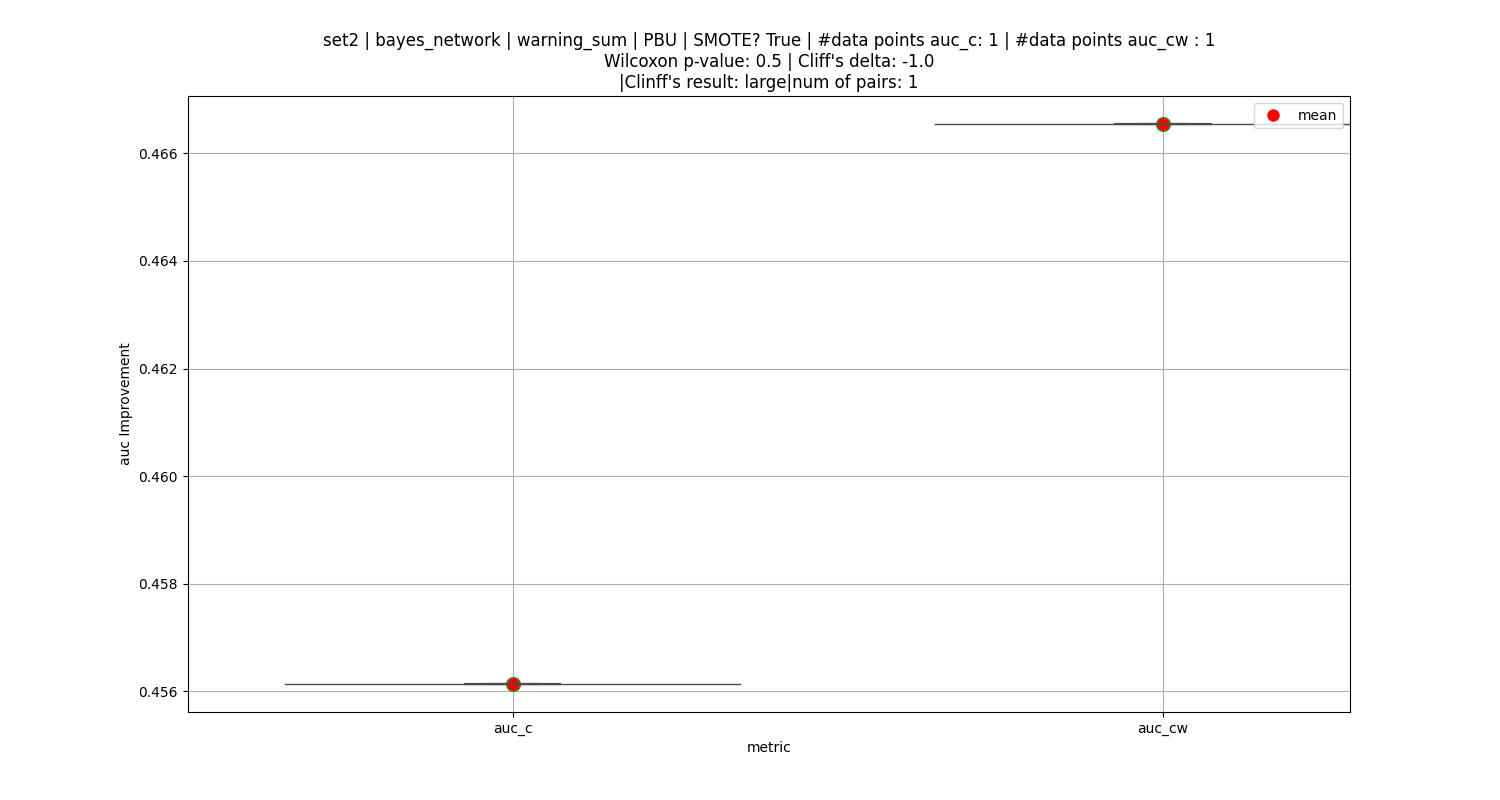 set2 | bayes_network | warning_sum | PBU | SMOTE? True | #data points auc_c: 1 | #data points auc_cw : 1
Wilcoxon p-value: 0.5 | Cliff's delta: -1.0
|Clinff's result: large|num of pairs: 1
mean
0.466
0.464
0.462
0.460
0.458
0.456
auc Improvement
auc_c
auc_cw
metric